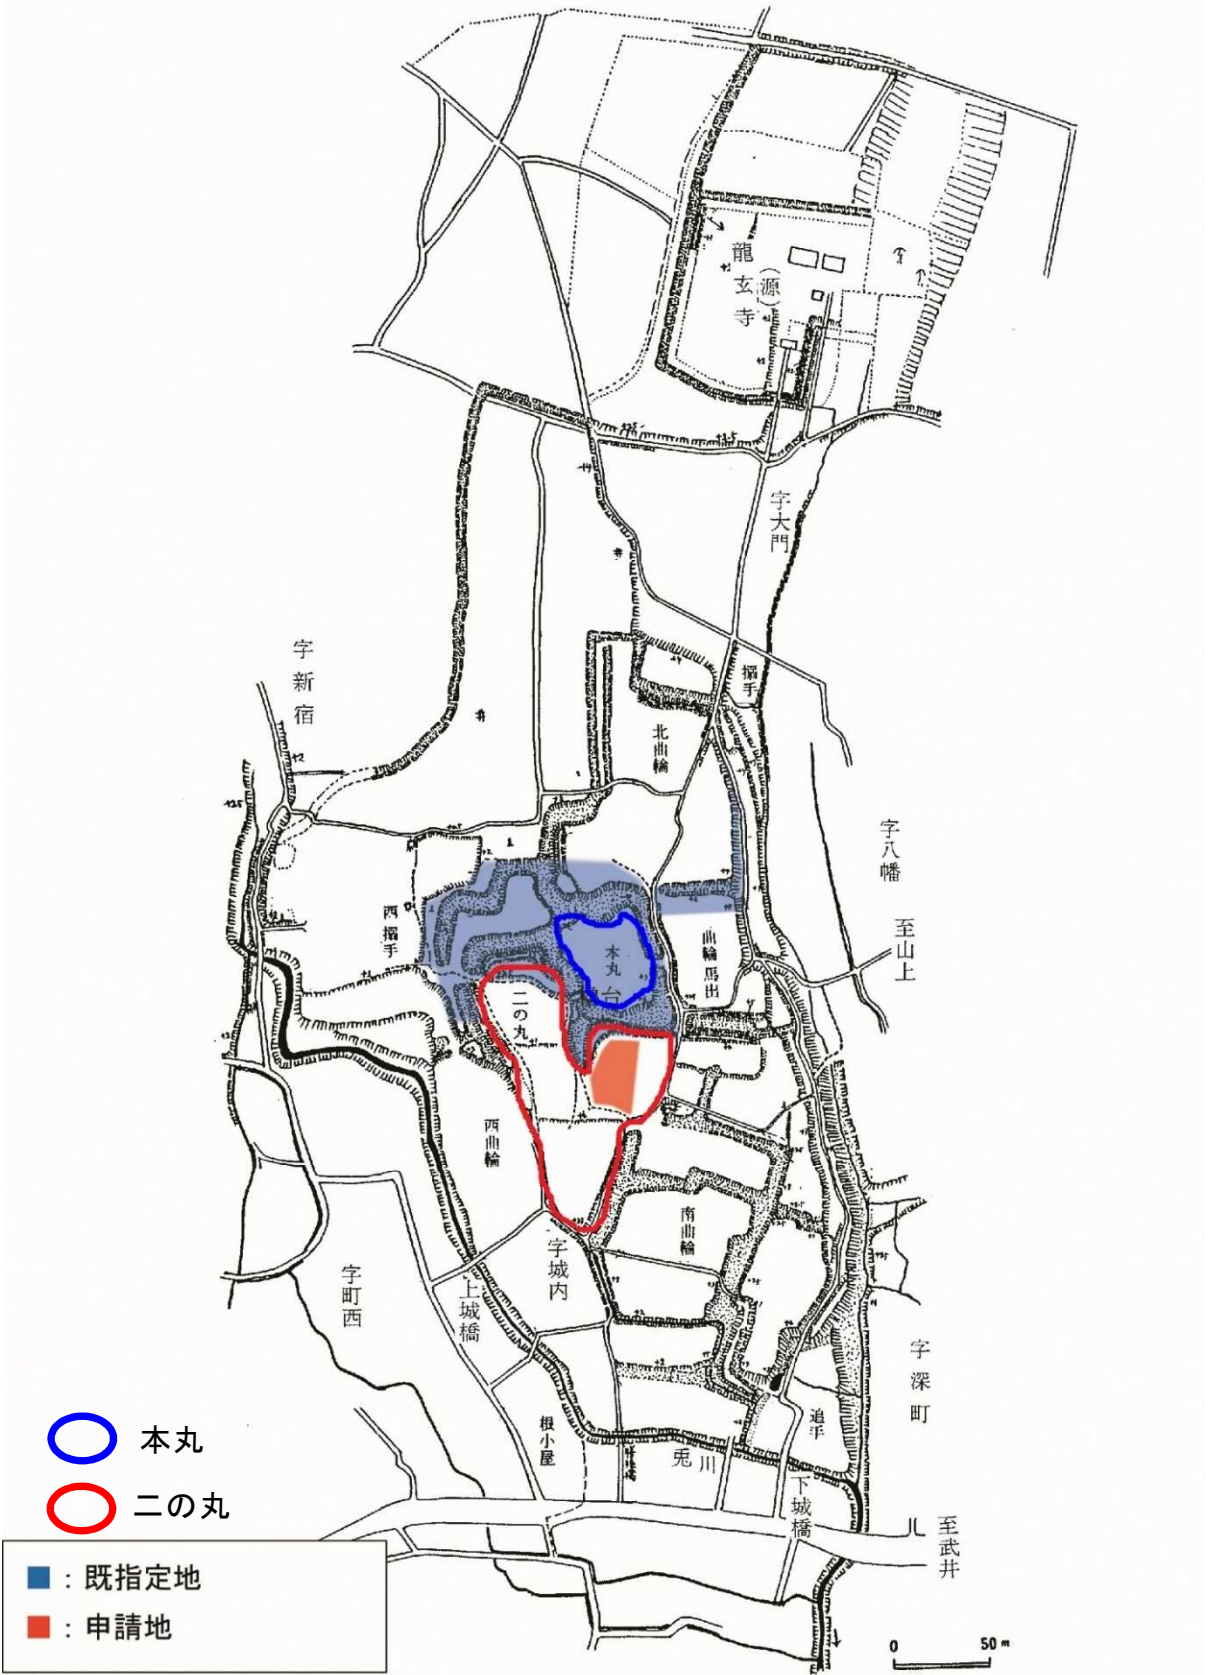 龍玄寺
(源)
字大門
字新宿
搦手
北曲輪
字八幡
至山上
西搦手
本丸
台
曲輪馬出
二の丸
西曲輪
南曲輪
字城内
字町西
上城橋
字深町
根小屋
追手
兎川
下城橋
至武井
本丸
二の丸
：既指定地
：申請地
0 50 m